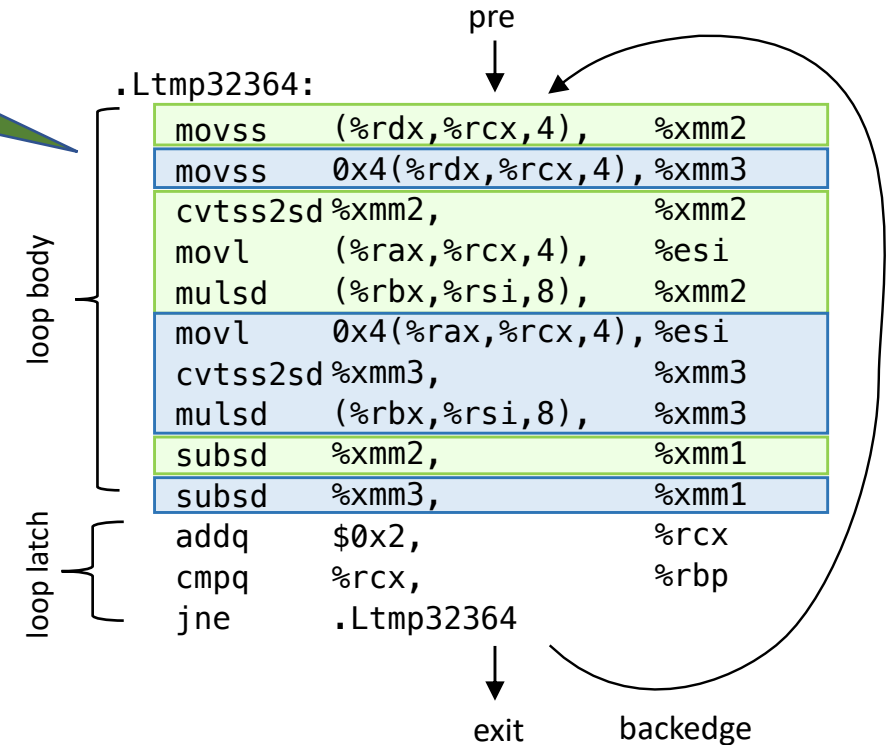 pre
.Ltmp32364:
movss (%rdx,%rcx,4), %xmm2
movss 0x4(%rdx,%rcx,4), %xmm3
cvtss2sd %xmm2, %xmm2
movl (%rax,%rcx,4), %esi
mulsd (%rbx,%rsi,8), %xmm2
movl 0x4(%rax,%rcx,4), %esi
cvtss2sd %xmm3, %xmm3
mulsd (%rbx,%rsi,8), %xmm3
subsd %xmm2, %xmm1
subsd %xmm3, %xmm1
loop body
addq $0x2, %rcx
cmpq %rcx, %rbp
jne .Ltmp32364
loop latch
exit
backedge